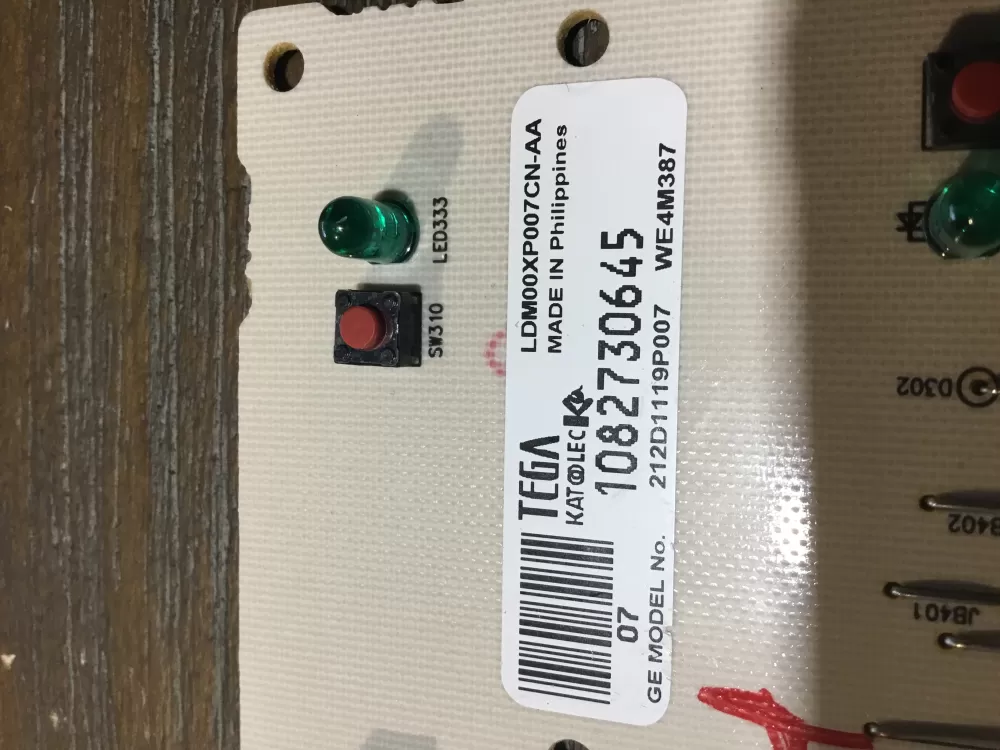 LED333
SW310
LDM00XP007CN-AA
MADE IN Philippines
TEGA
KAT@LEC
1082730645
07
GE MODEL No. 212D1119P007 WE4M387
D302
JB401